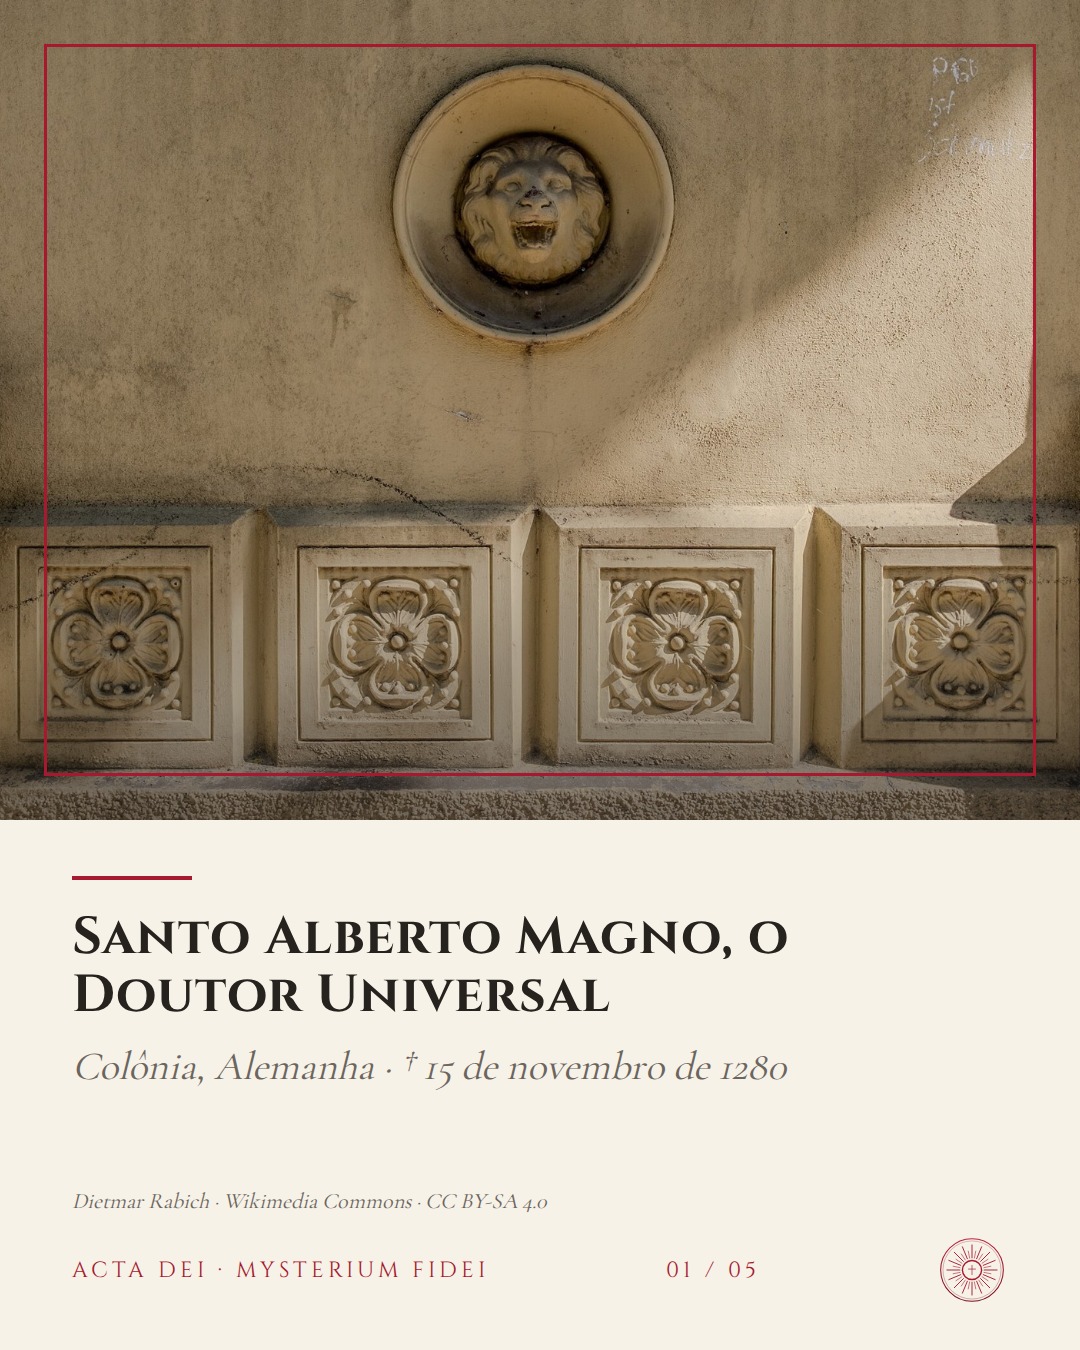 ist
Santo Alberto Magno, o
Doutor Universal
Colônia, Alemanha · † 15 de novembro de 1280
Dietmar Rabich · Wikimedia Commons · CC BY-SA 4.0
ACTA DEI · MYSTERIUM FIDEI
01 / 05